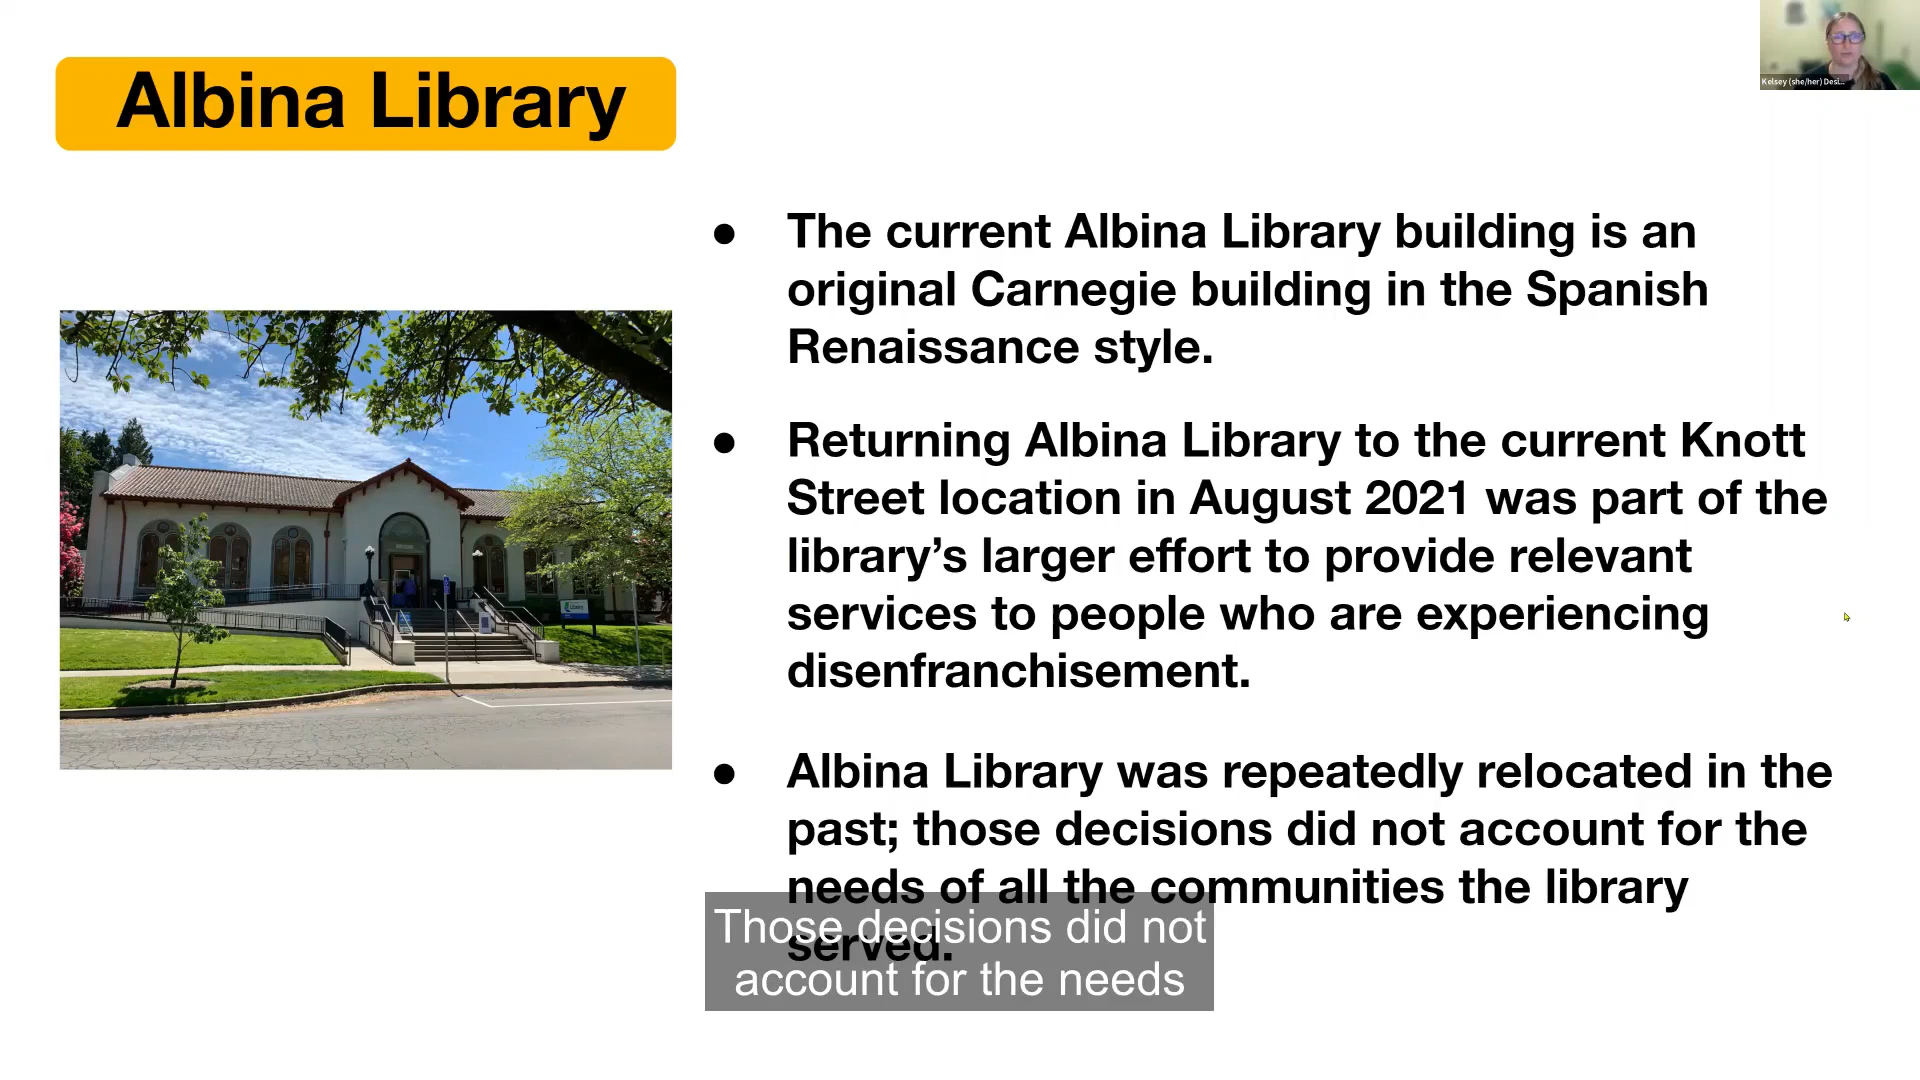 Albina Library
Kelsey (she/her) Desi...
● The current Albina Library building is an
original Carnegie building in the Spanish
Renaissance style.
● Returning Albina Library to the current Knott
Street location in August 2021 was part of the
library’s larger effort to provide relevant
services to people who are experiencing
disenfranchisement.
● Albina Library was repeatedly relocated in the
past; those decisions did not account for the
needs of all the communities the library
served.
Those decisions did not
account for the needs